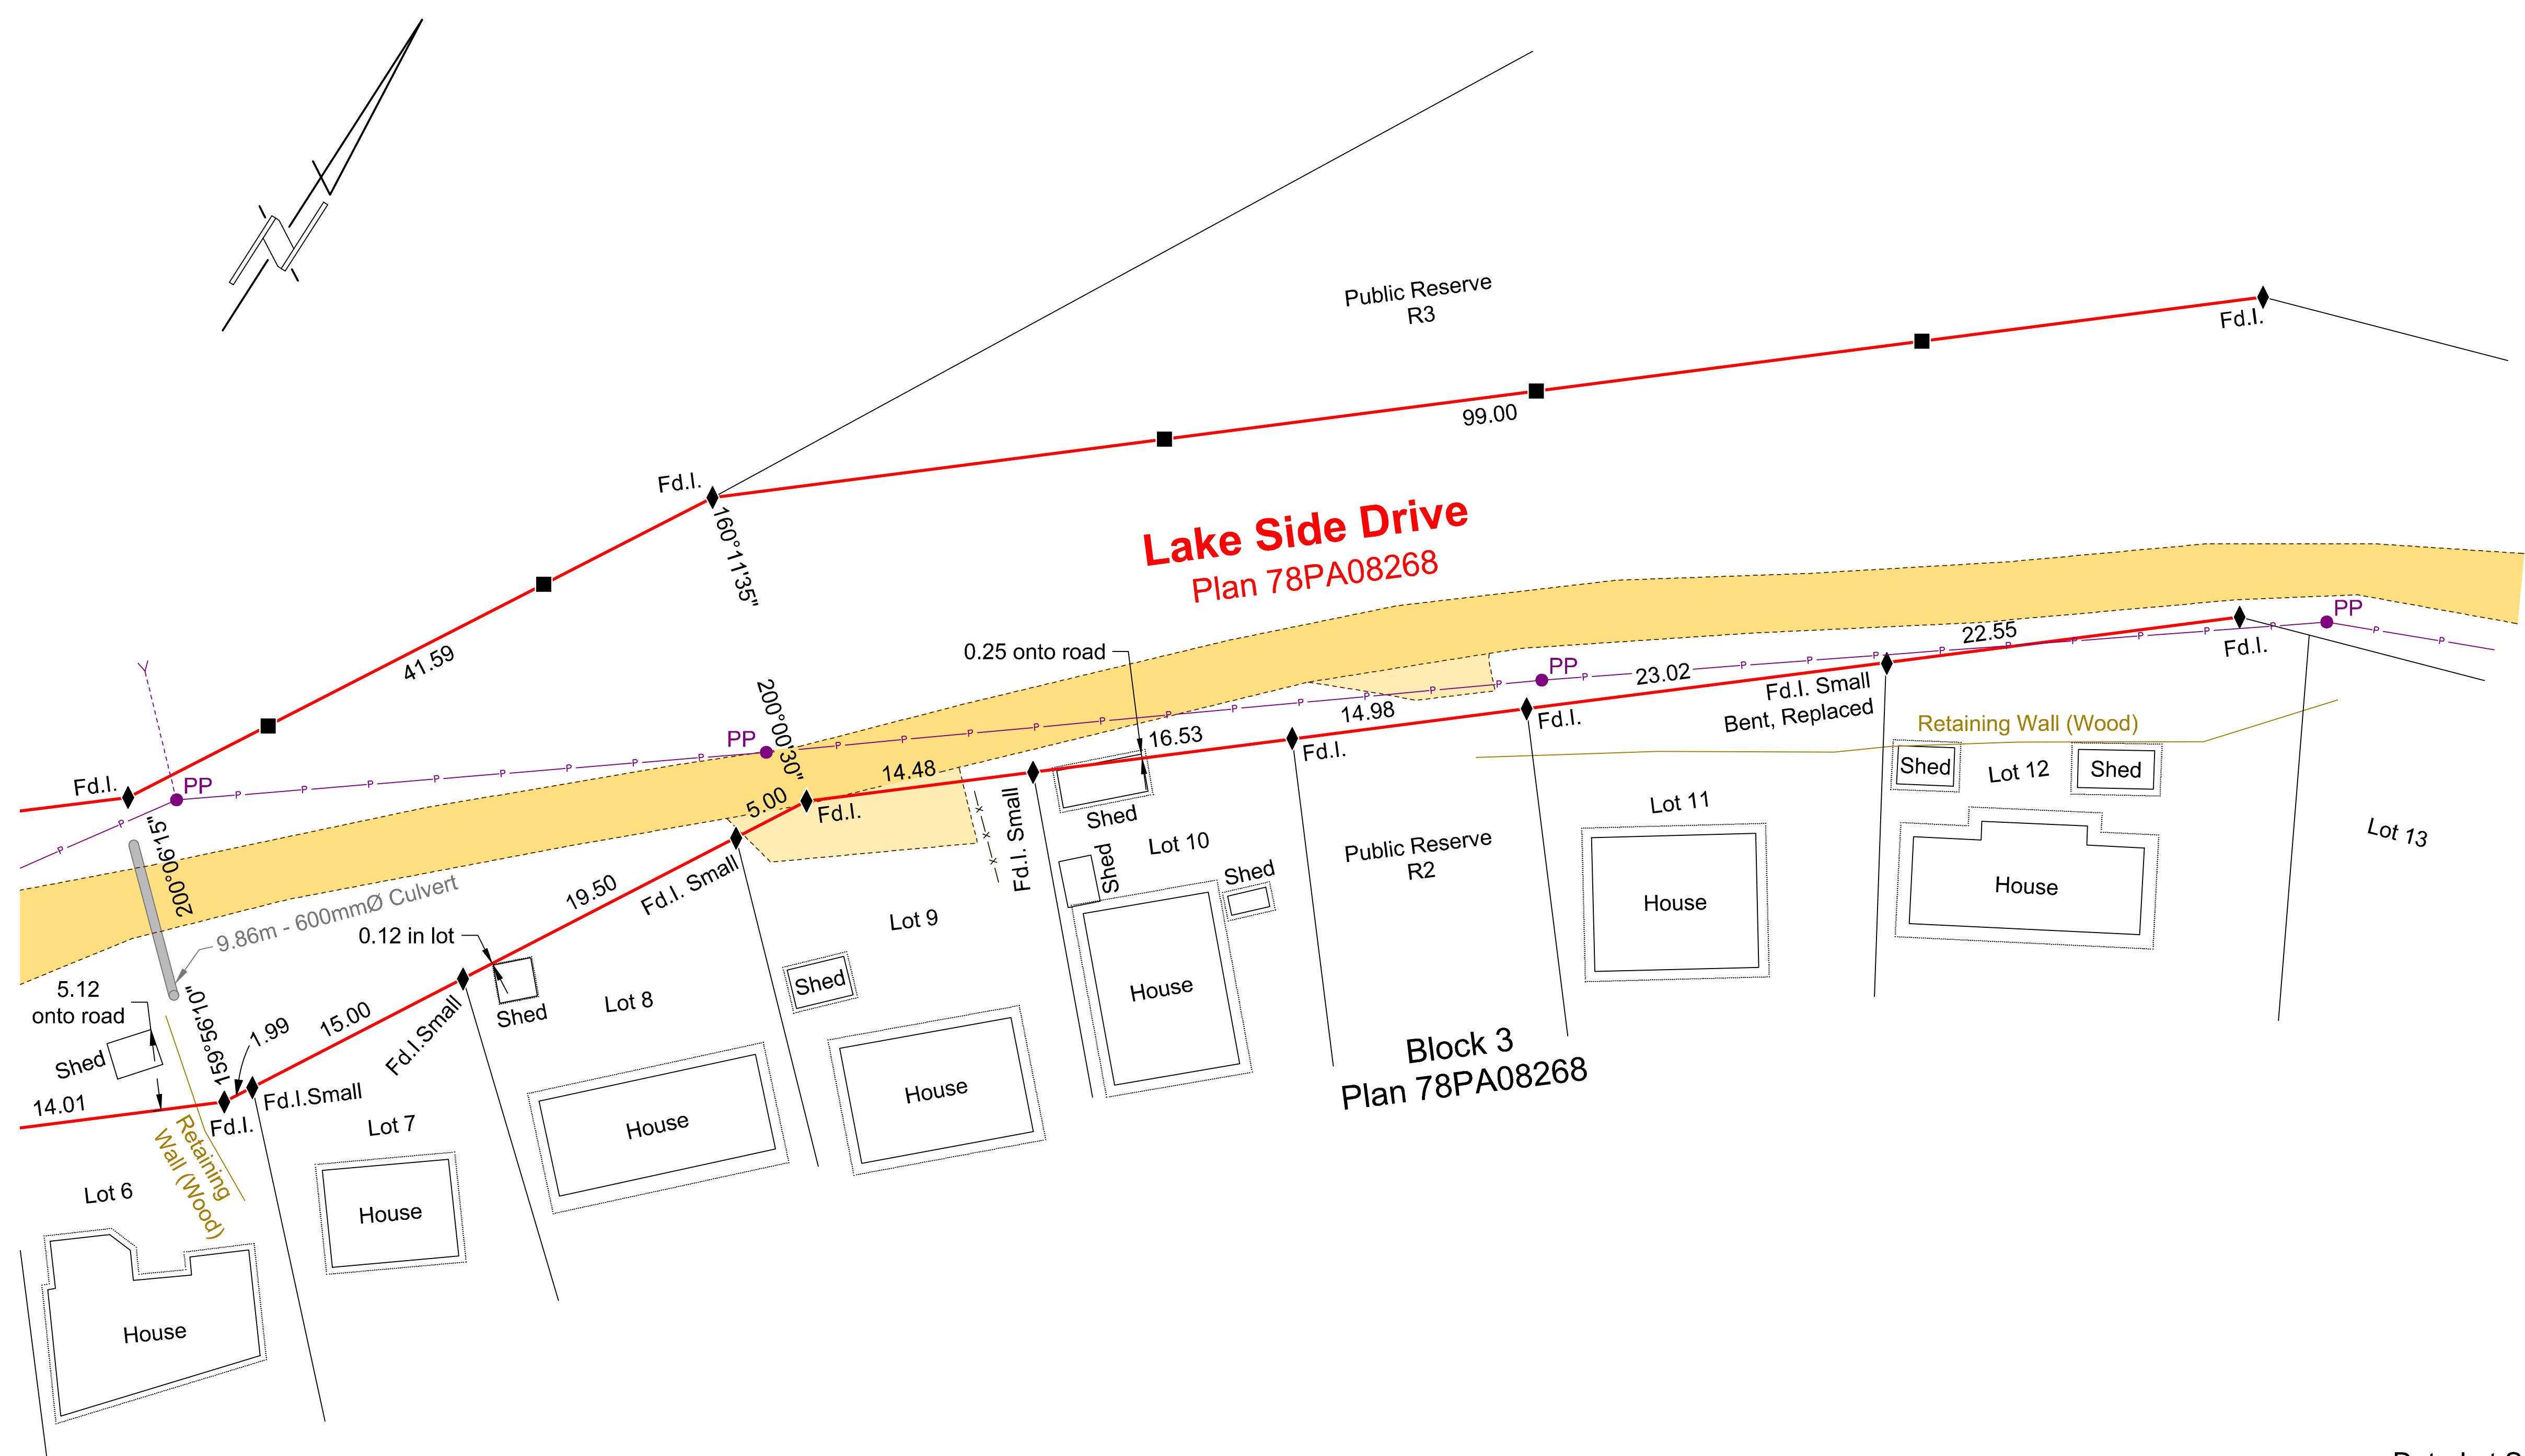 Public Reserve
R3
Fd.I.
99.00
Fd.I.
160°11'35"
Lake Side Drive
Plan 78PA08268
41.59
0.25 onto road
PP
22.55
PP
23.02
Fd.I.
Fd.I. Small
Bent, Replaced
14.98
Fd.I.
Retaining Wall (Wood)
200°00'30"
PP
16.53
Fd.I.
14.48
Shed
Lot 12
Shed
Fd.I.
PP
5.00
Fd.I.
Fd.I. Small
Shed
Lot 11
Lot 13
200°06'15"
Lot 10
Public Reserve
R2
Shed
Shed
19.50
Fd.I. Small
House
House
9.86m - 600mmØ Culvert
0.12 in lot
Lot 9
Shed
House
5.12
onto road
159°56'10"
1.99
15.00
Fd.I.Small
Shed
Lot 8
Block 3
Plan 78PA08268
Shed
14.01
Fd.I.Small
Fd.I.
Lot 7
House
House
Retaining
Wall (Wood)
Lot 6
House
House
P P P P P P P P P P P P P P P P P P P P P P P P P P P P P P P P